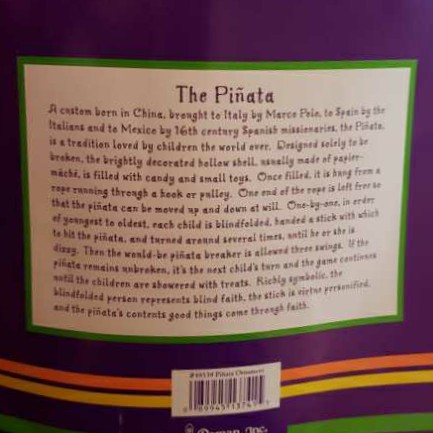 The Piñata
A custom born in China, brought to Italy by Marco Polo, to Spain by the
Italians and to Mexico by 16th century Spanish missionaries, the Piñata,
is a tradition loved by children the world over. Designed solely to be
broken, the brightly decorated hollow shell, usually made of papier-
mâché, is filled with candy and small toys. Once filled, it is hung from a
rope running through a hook or pulley. One end of the rope is left free so
that the piñata can be moved up and down at will. One-by-one, in order
of youngest to oldest, each child is blindfolded, handed a stick with which
to hit the piñata, and turned around several times, until he or she is
dizzy. Then the would-be piñata breaker is allowed three swings. If the
piñata remains unbroken, it's the next child's turn and the game continues
until the children are showered with treats. Richly symbolic, the
blindfolded person represents blind faith, the stick is virtue personified,
and the piñata's contents good things come through faith.
Piñata Ornament
Roman, Inc.